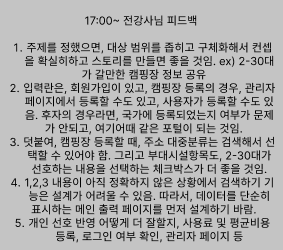 17:00~ 전강사님 피드백
1. 주제를 정했으면, 대상 범위를 좁히고 구체화해서 컨셉
을 확실히하고 스토리를 만들면 좋을 것임. ex) 2-30대
가 갈만한 캠핑장 정보 공유
2. 입력란은, 회원가입이 있고, 캠핑장 등록의 경우, 관리자
페이지에서 등록할 수도 있고, 사용자가 등록할 수도 있
음. 후자의 경우라면, 국가에 등록되었는지 여부가 문제
가 안되고, 여기어때 같은 포털이 되는 것임.
3. 덧붙여, 캠핑장 등록할 때, 주소 대중분류는 검색해서 선
택할 수 있어야 함. 그리고 부대시설항목도, 2-30대가
선호하는 내용을 선택하는 체크박스가 더 좋을 것임.
4. 1,2,3 내용이 아직 정확하지 않은 상황에서 검색하기 기
능은 설계가 어려울 수 있음. 따라서, 데이터를 단순히
표시하는 메인 출력 페이지를 먼저 설계하기 바람.
5. 개인 선호 반영 어떻게 더 잘할지, 사용료 및 평균비용
등록, 로그인 여부 확인, 관리자 페이지 등